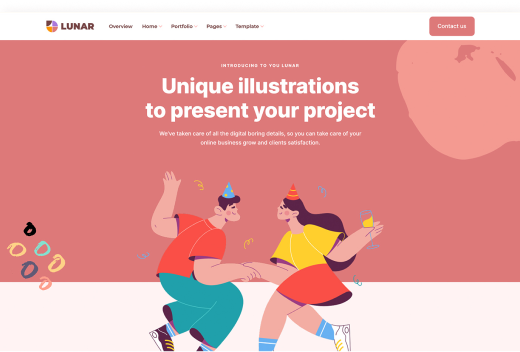 LUNAR
Overview
Home
Portfolio
Pages
Template
Contact us
INTRODUCING TO YOU LUNAR
Unique illustrations
to present your project
We've taken care of all the digital boring details, so you can take care of your
online business grow and clients satisfaction.